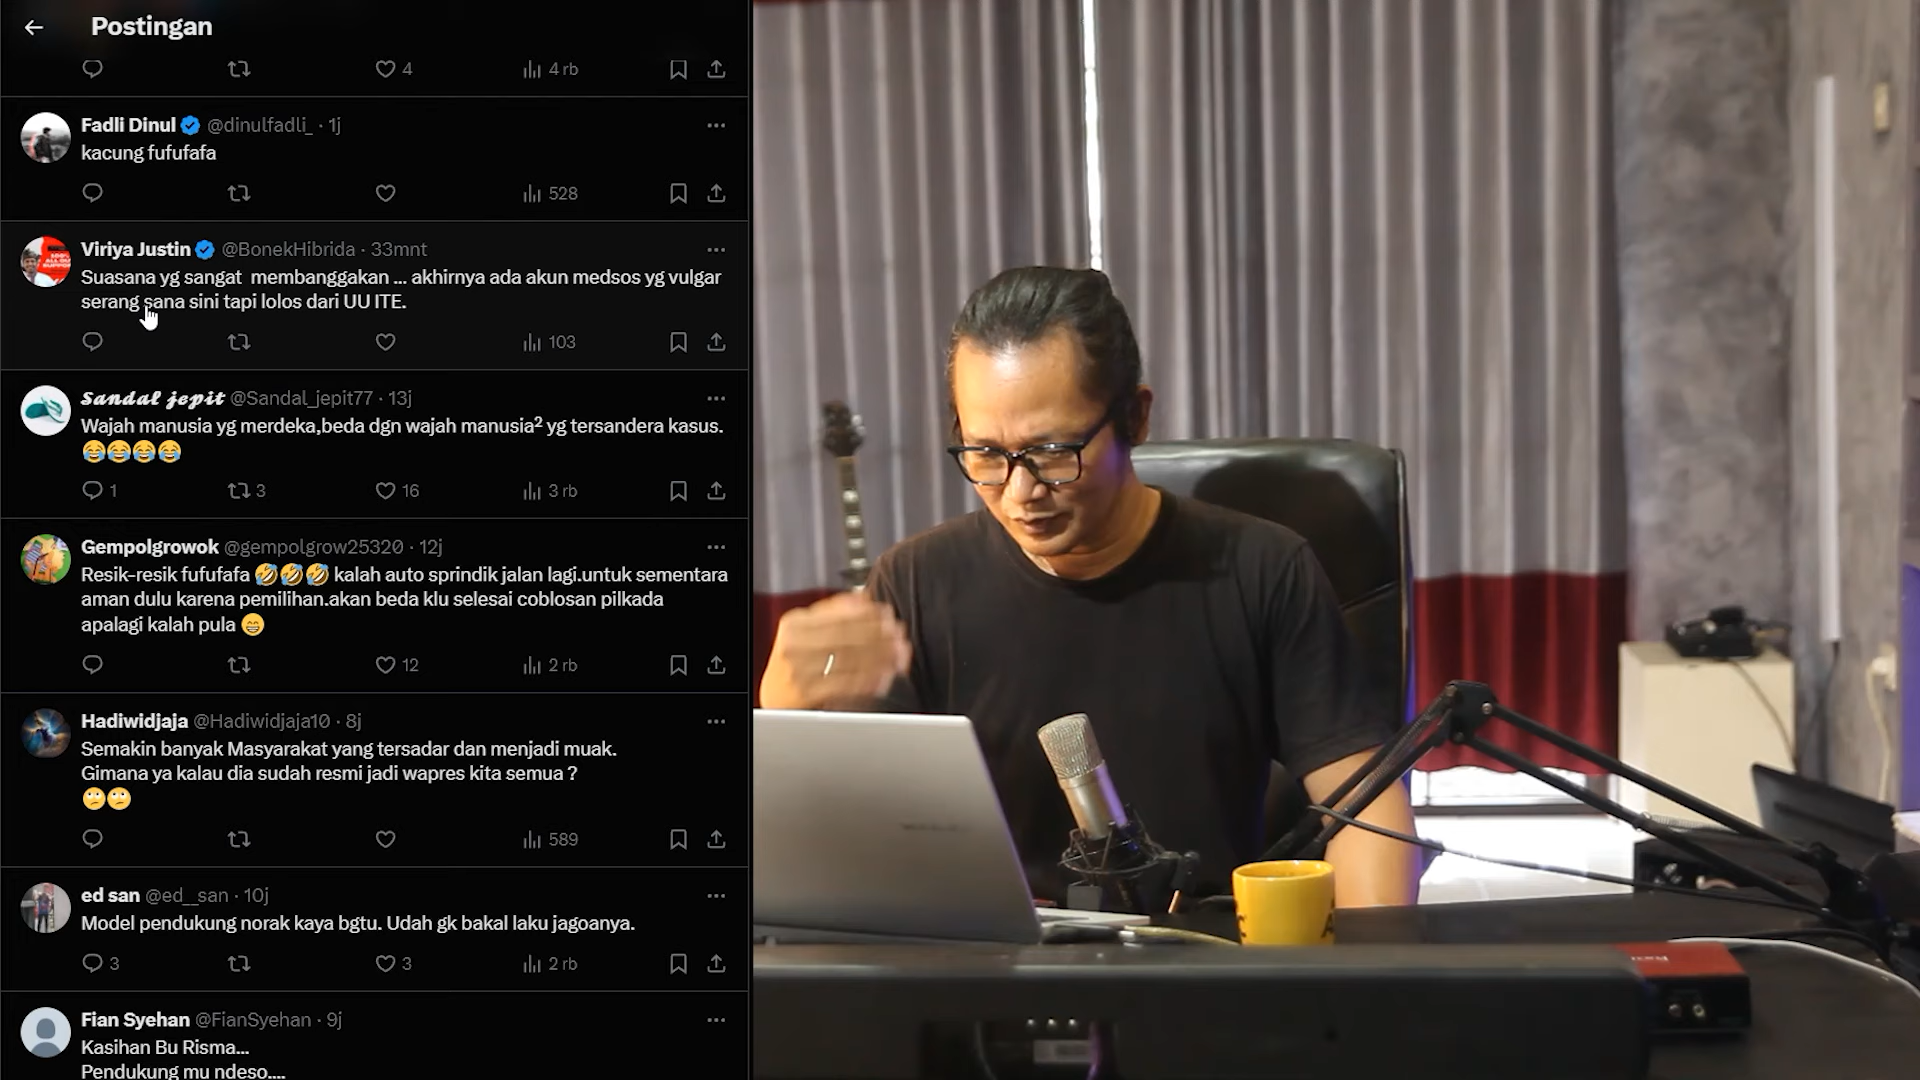 Postingan
4
4 rb
Fadli Dinul @dinulfadli_ · 1j
kacung fufufafa
528
Viriya Justin @BonekHibrida · 33mnt
Suasana yg sangat membanggakan ... akhirnya ada akun medsos yg vulgar
serang sana sini tapi lolos dari UU ITE.
103
Sandal jepit @Sandal_jepit77 · 13j
Wajah manusia yg merdeka,beda dgn wajah manusia² yg tersandera kasus.
😂😂😂😂
1
3
16
3 rb
Gempolgrowok @gempolgrow25320 · 12j
Resik-resik fufufafa 🤣🤣🤣 kalah auto sprindik jalan lagi.untuk sementara
aman dulu karena pemilihan.akan beda klu selesai coblosan pilkada
apalagi kalah pula 😁
12
2 rb
Hadiwidjaja @Hadiwidjaja10 · 8j
Semakin banyak Masyarakat yang tersadar dan menjadi muak.
Gimana ya kalau dia sudah resmi jadi wapres kita semua ?
🙄🙄
589
ed san @ed__san · 10j
Model pendukung norak kaya bgtu. Udah gk bakal laku jagoanya.
3
3
2 rb
Fian Syehan @FianSyehan · 9j
Kasihan Bu Risma...
Pendukung mu ndeso....